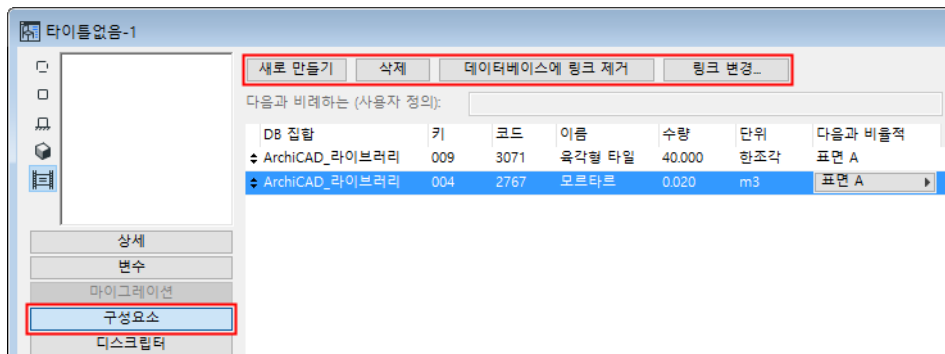 타이틀없음-1
새로 만들기 삭제 데이터베이스에 링크 제거 링크 변경...
다음과 비례하는 (사용자 정의):
DB 집합 키 코드 이름 수량 단위 다음과 비율적
ArchiCAD_라이브러리 009 3071 육각형 타일 40.000 한조각 표면 A
ArchiCAD_라이브러리 004 2767 모르타르 0.020 m3 표면 A
상세
변수
마이그레이션
구성요소
디스크립터